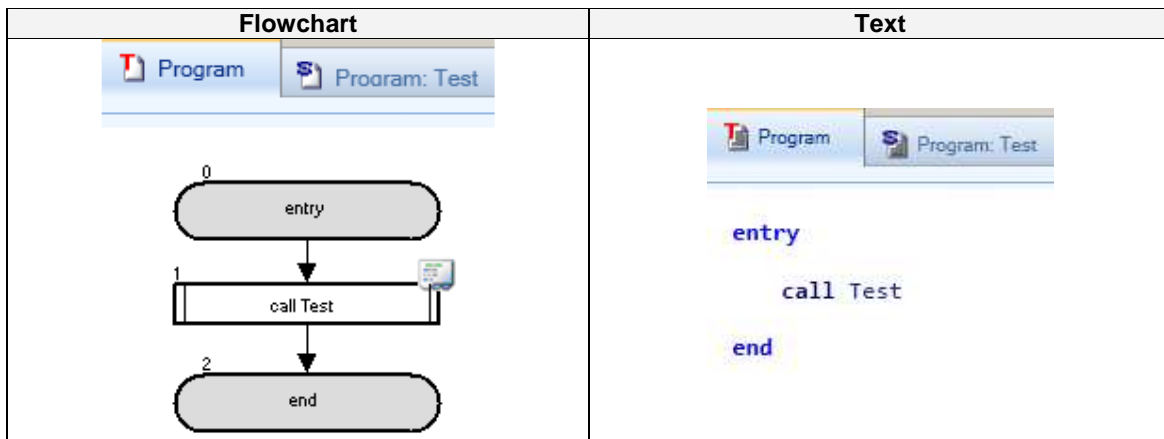 Flowchart
Text
T Program
S Program: Test
0
entry
1
call Test
2
end
T Program
S Program: Test
entry
call Test
end